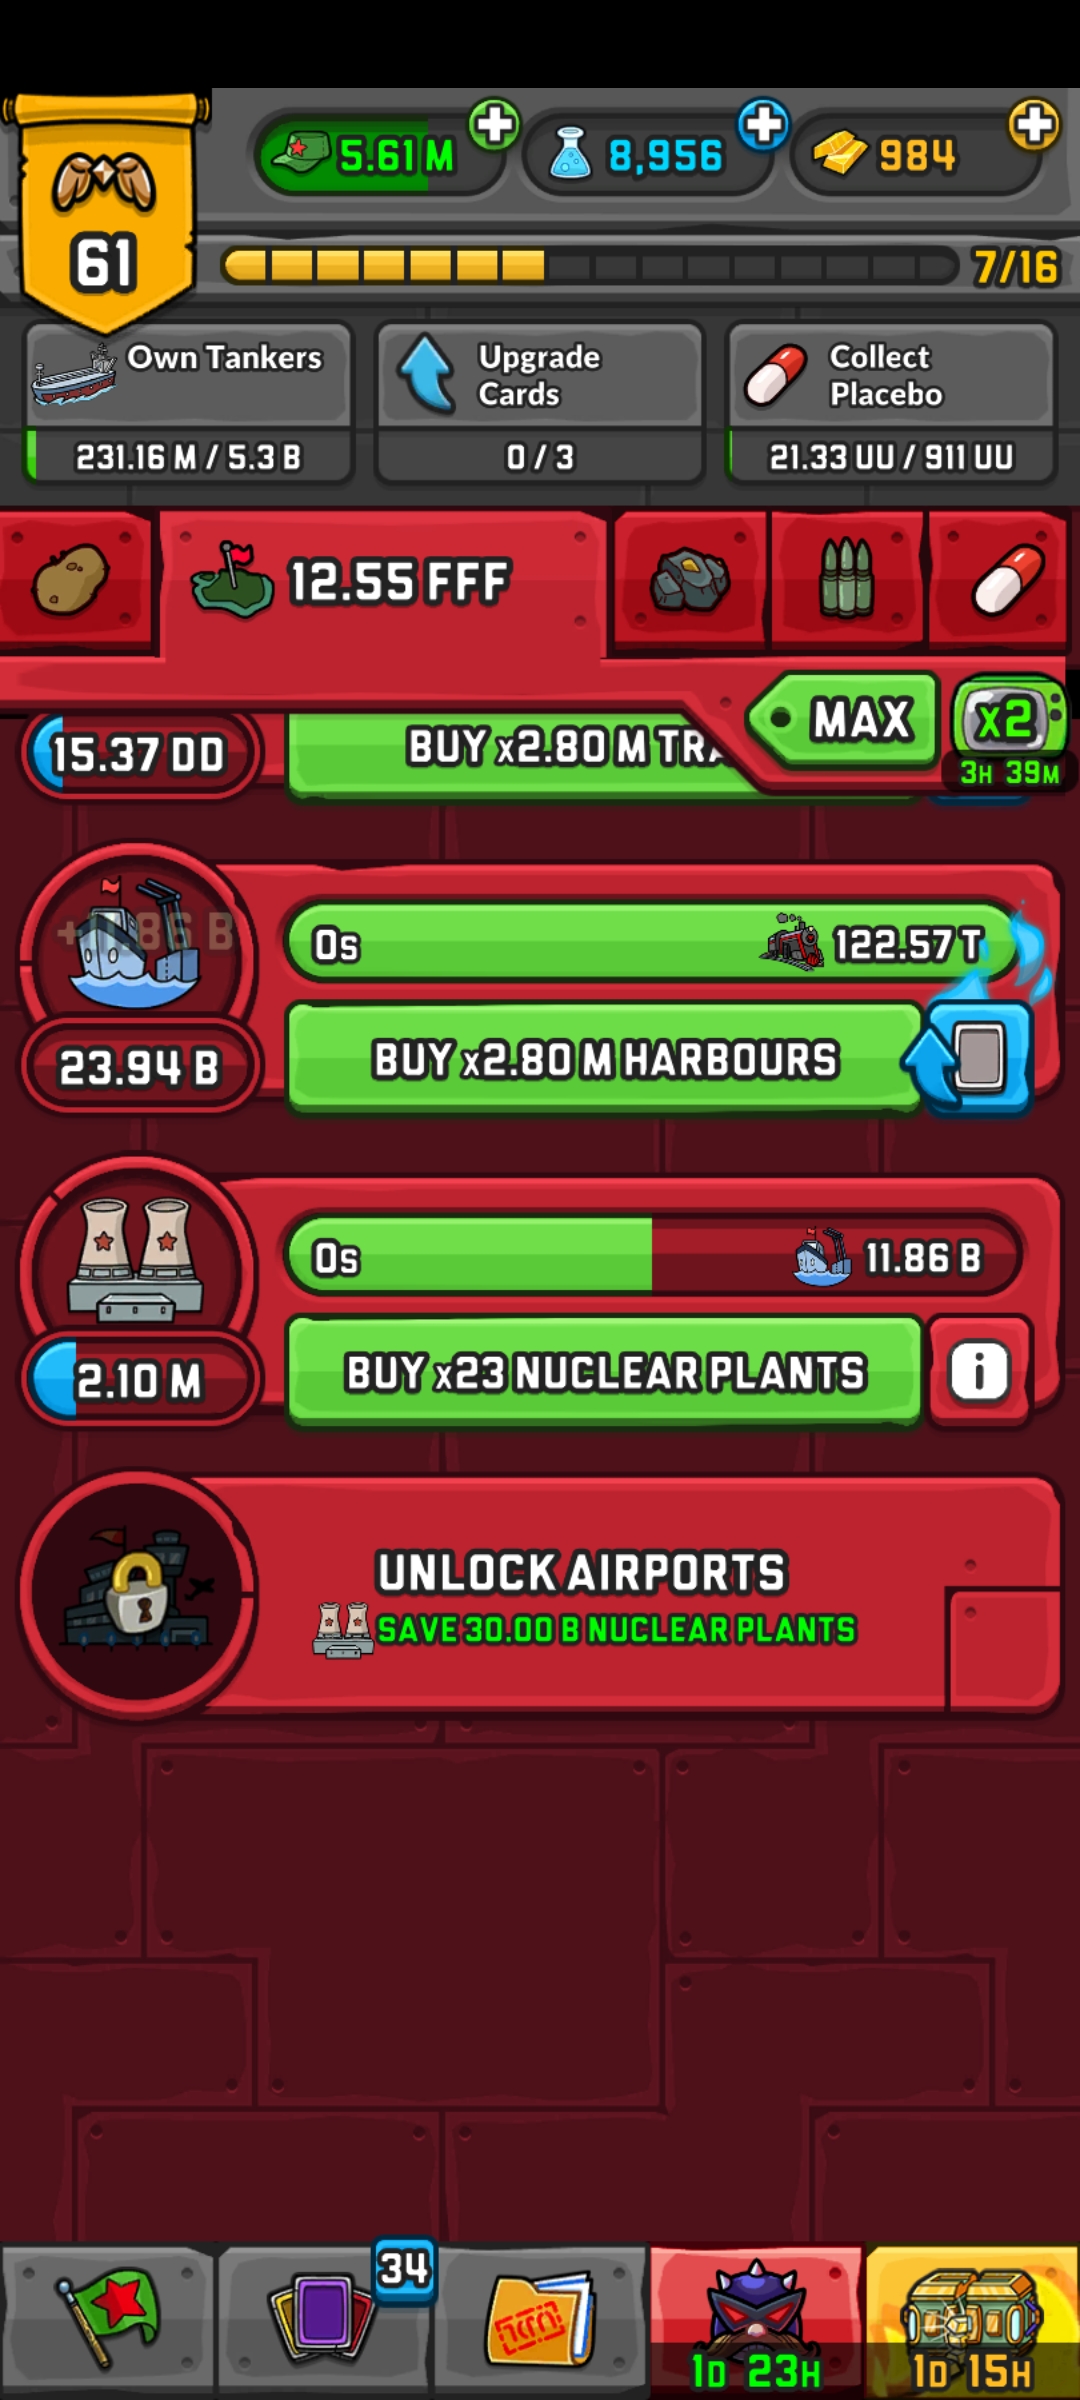 5.61 M
8,956
984
61
7/16
Own Tankers
231.16 M / 5.3 B
Upgrade
Cards
0 / 3
Collect
Placebo
21.33 UU / 911 UU
12.55 FFF
MAX
x2
3H 39M
15.37 DD
BUY x2.80 M
0s
122.57 T
23.94 B
BUY x2.80 M HARBOURS
0s
11.86 B
2.10 M
BUY x23 NUCLEAR PLANTS
i
UNLOCK AIRPORTS
SAVE 30.00 B NUCLEAR PLANTS
34
1D 23H
1D 15H